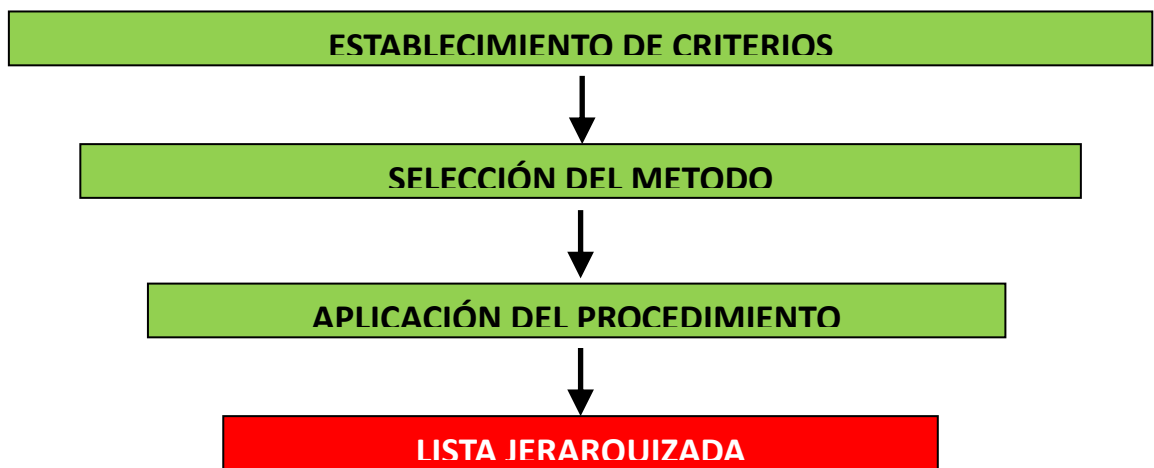 ESTABLECIMIENTO DE CRITERIOS
SELECCIÓN DEL METODO
APLICACIÓN DEL PROCEDIMIENTO
LISTA JERARQUIZADA